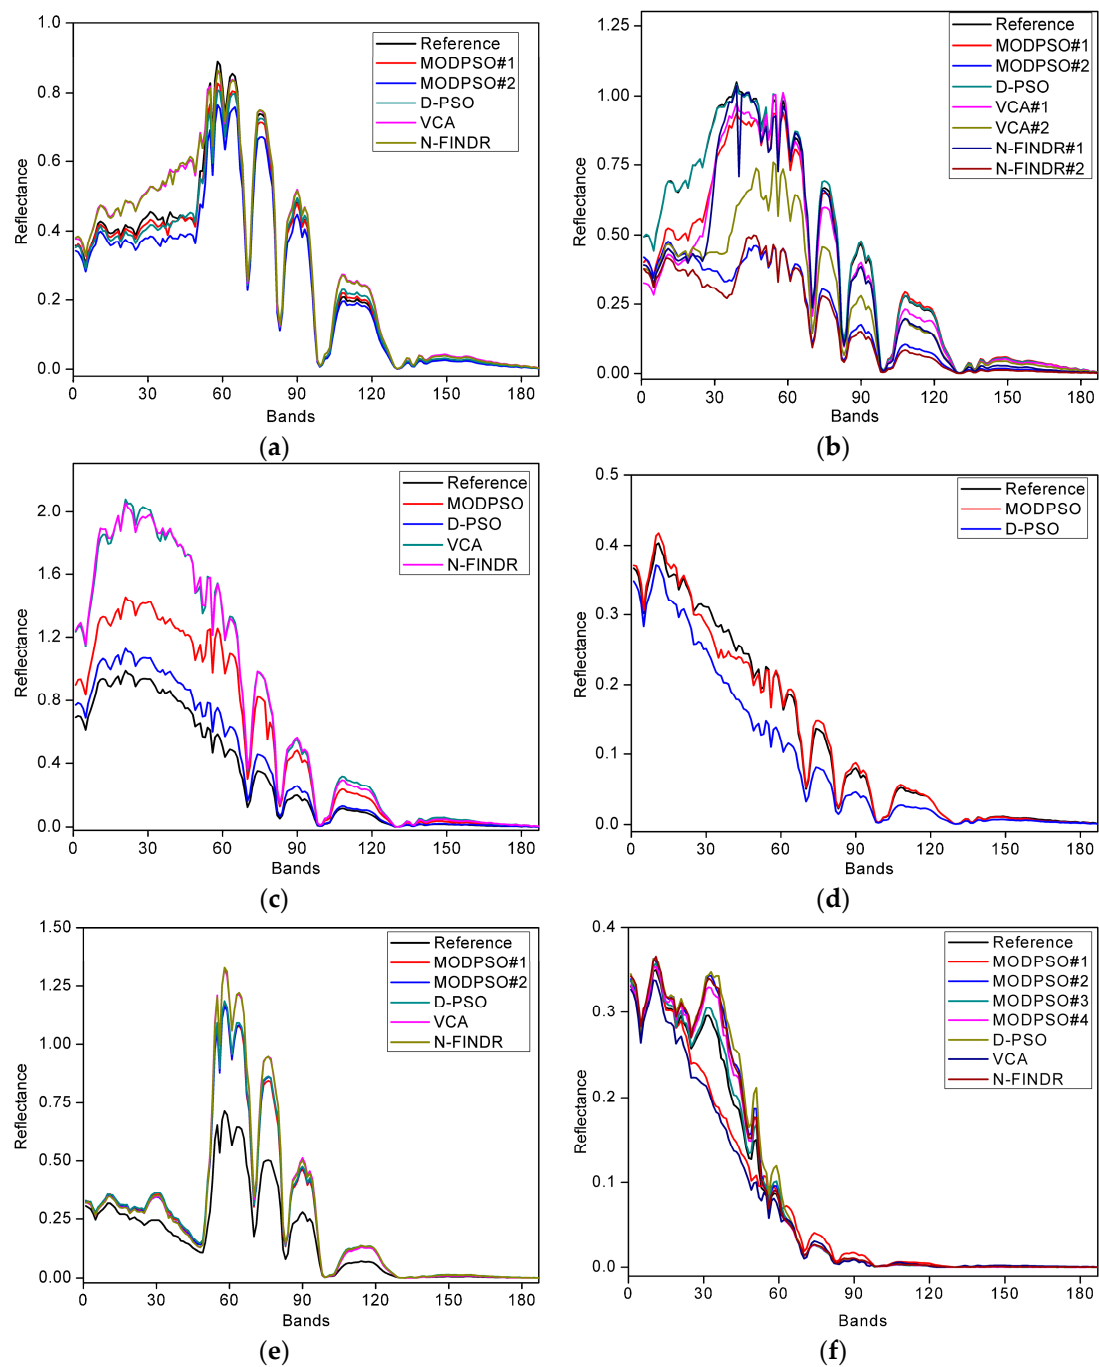 1.0
0.8
0.6
0.4
0.2
0.0
Reflectance
0 30 60 90 120 150 180
Bands
Reference
MODPSO#1
MODPSO#2
D-PSO
VCA
N-FINDR
(a)
1.25
1.00
0.75
0.50
0.25
0.00
Reflectance
0 30 60 90 120 150 180
Bands
Reference
MODPSO#1
MODPSO#2
D-PSO
VCA#1
VCA#2
N-FINDR#1
N-FINDR#2
(b)
2.0
1.6
1.2
0.8
0.4
0.0
Reflectance
0 30 60 90 120 150 180
Bands
Reference
MODPSO
D-PSO
VCA
N-FINDR
(c)
0.5
0.4
0.3
0.2
0.1
0.0
Reflectance
0 30 60 90 120 150 180
Bands
Reference
MODPSO
D-PSO
(d)
1.50
1.25
1.00
0.75
0.50
0.25
0.00
Reflectance
0 30 60 90 120 150 180
Bands
Reference
MODPSO#1
MODPSO#2
D-PSO
VCA
N-FINDR
(e)
0.4
0.3
0.2
0.1
0.0
Reflectance
0 30 60 90 120 150 180
Bands
Reference
MODPSO#1
MODPSO#2
MODPSO#3
MODPSO#4
D-PSO
VCA
N-FINDR
(f)